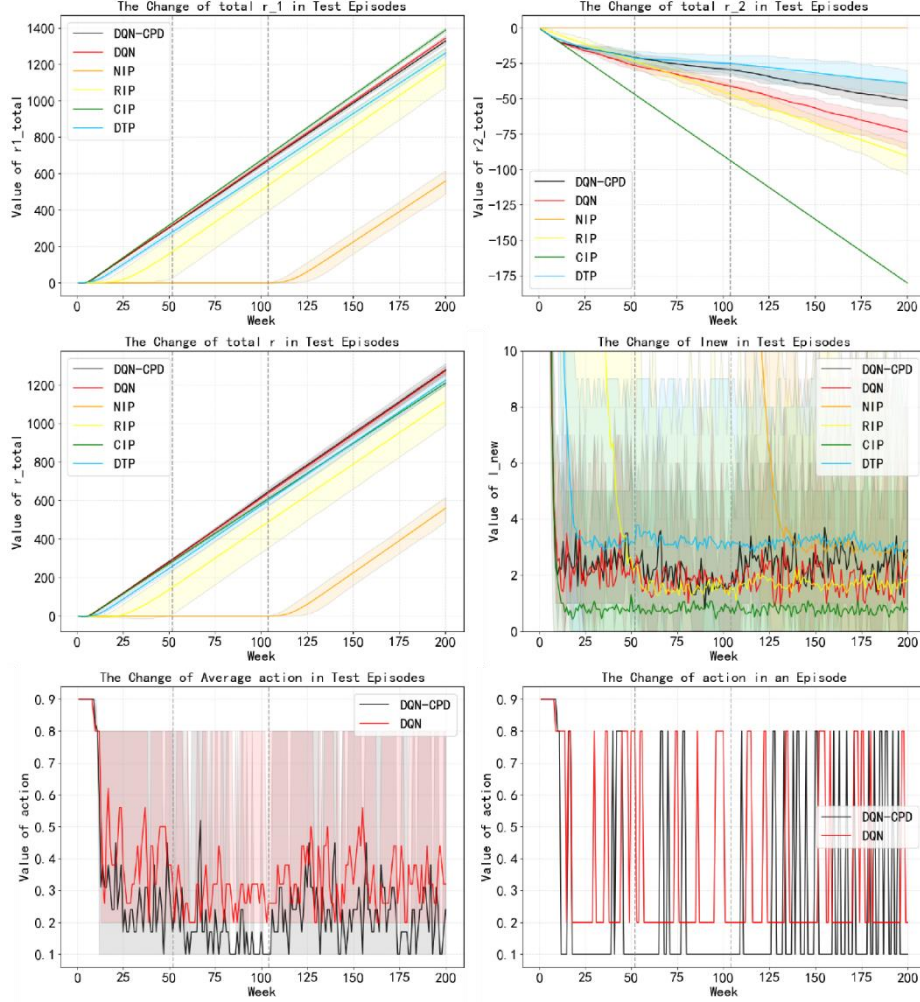 The Change of total r_1 in Test Episodes
Value of r1_total
1400
1200
1000
800
600
400
200
0
DQN-CPD
DQN
NIP
RIP
CIP
DTP
0 25 50 75 100 125 150 175 200
Week
The Change of total r_2 in Test Episodes
Value of r2_total
0
-25
-50
-75
-100
-125
-150
-175
DQN-CPD
DQN
NIP
RIP
CIP
DTP
0 25 50 75 100 125 150 175 200
Week
The Change of total r in Test Episodes
Value of r_total
1200
1000
800
600
400
200
0
DQN-CPD
DQN
NIP
RIP
CIP
DTP
0 25 50 75 100 125 150 175 200
Week
The Change of Inew in Test Episodes
Value of I_new
10
8
6
4
2
0
DQN-CPD
DQN
NIP
RIP
CIP
DTP
0 25 50 75 100 125 150 175 200
Week
The Change of Average action in Test Episodes
Value of action
0.9
0.8
0.7
0.6
0.5
0.4
0.3
0.2
0.1
DQN-CPD
DQN
0 25 50 75 100 125 150 175 200
Week
The Change of action in an Episode
Value of action
0.9
0.8
0.7
0.6
0.5
0.4
0.3
0.2
0.1
DQN-CPD
DQN
0 25 50 75 100 125 150 175 200
Week